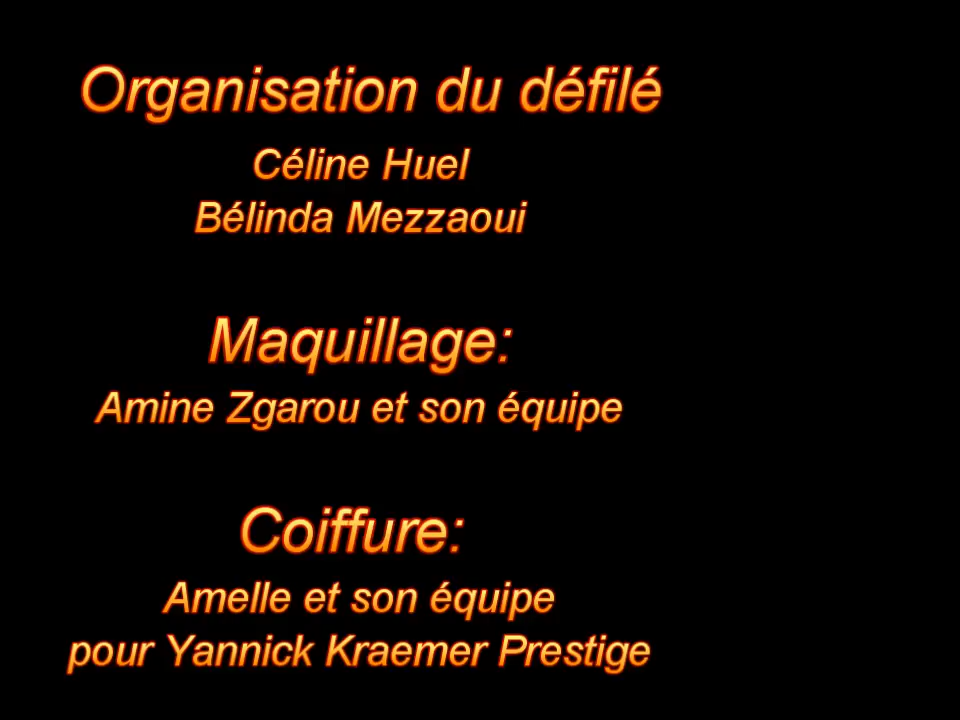 Organisation du défilé
Céline Huel
Bélinda Mezzaoui
Maquillage:
Amine Zgarou et son équipe
Coiffure:
Amelle et son équipe
pour Yannick Kraemer Prestige